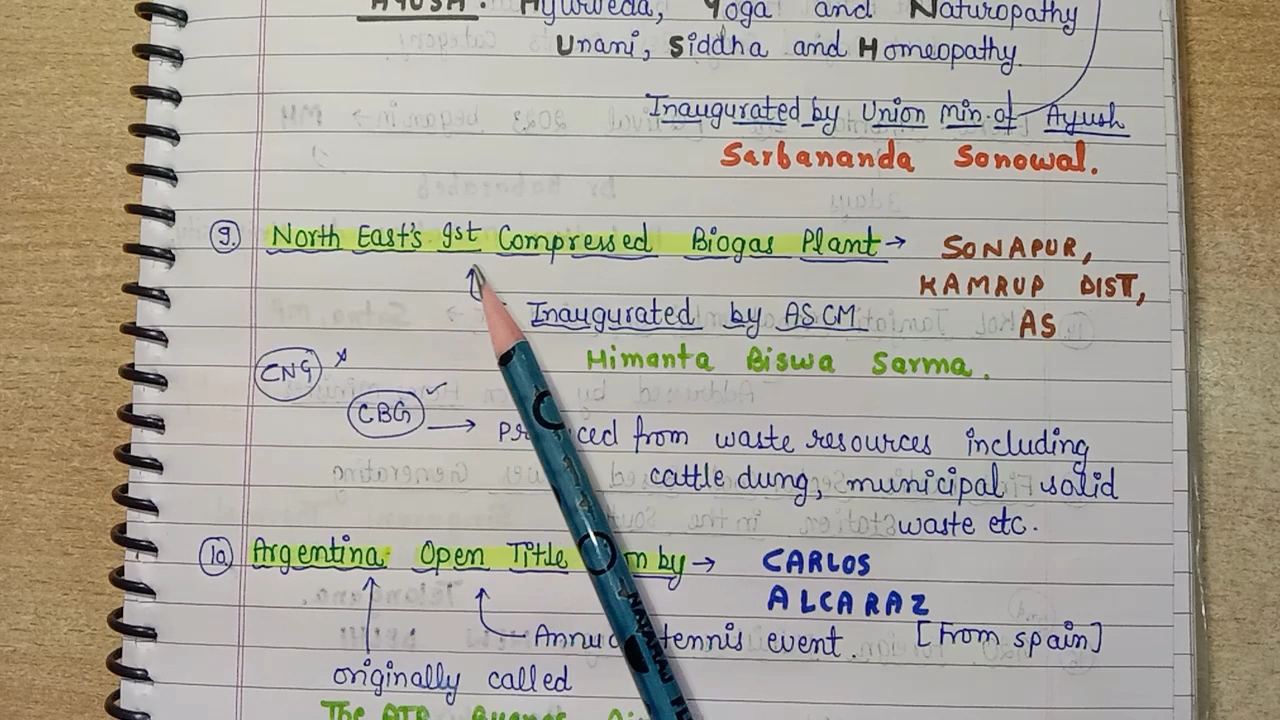 AYUSH: Ayurveda, Yoga and Naturopathy
Unani, Siddha and Homeopathy.
Inaugurated by Union Min. of Ayush
Sarbananda Sonowal.
9. North East's 1st Compressed Biogas Plant → SONAPUR,
KAMRUP DIST,
AS
Inaugurated by AS CM
Himanta Biswa Sarma.
CNG x
CBG ✓ → from waste resources including
cattle dung, municipal solid
waste etc.
10. Argentina Open Title by → CARLOS
ALCARAZ
tennis event. [From spain]
originally called
The ATP Buenos